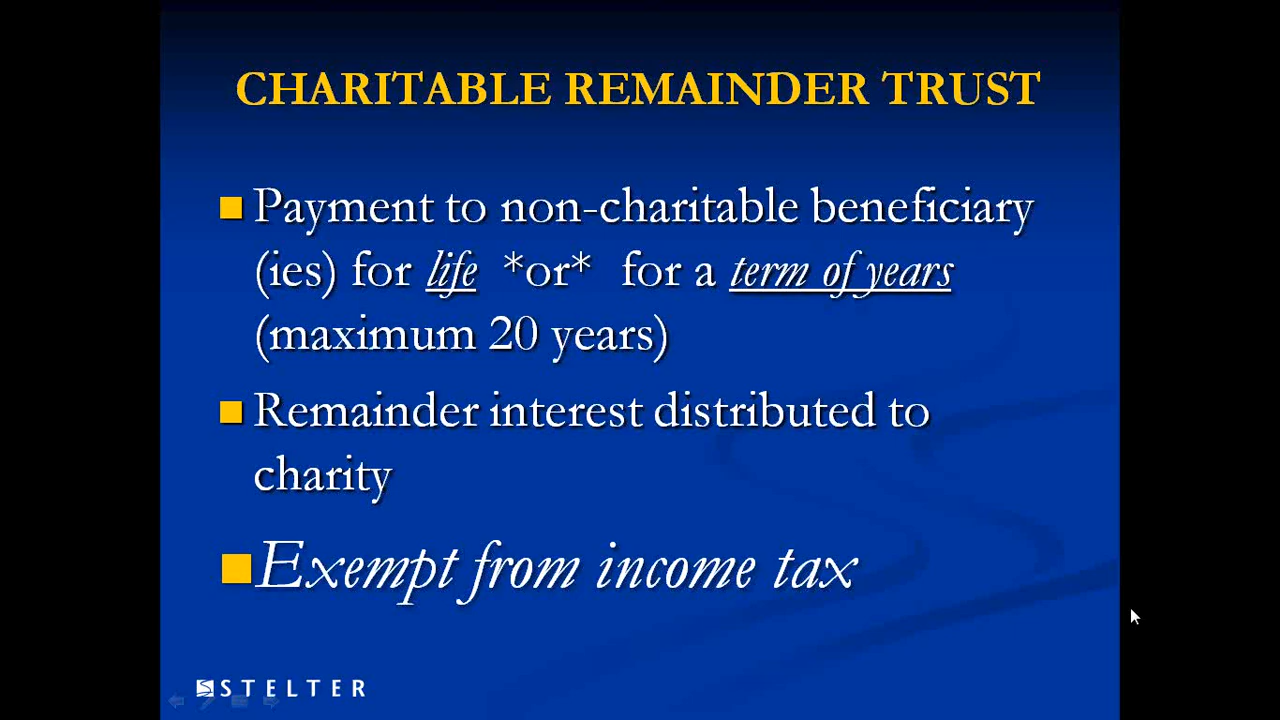 CHARITABLE REMAINDER TRUST
Payment to non-charitable beneficiary
(ies) for life *or* for a term of years
(maximum 20 years)
Remainder interest distributed to
charity
Exempt from income tax
STELTER